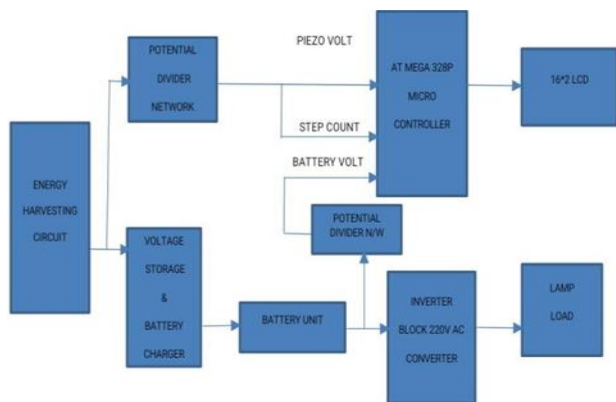 POTENTIAL
DIVIDER
NETWORK
PIEZO VOLT
STEP COUNT
BATTERY VOLT
AT MEGA 328P
MICRO
CONTROLLER
16*2 LCD
ENERGY
HARVESTING
CIRCUIT
VOLTAGE
STORAGE
&
BATTERY
CHARGER
BATTERY UNIT
POTENTIAL
DIVIDER N/W
INVERTER
BLOCK 220V AC
CONVERTER
LAMP
LOAD